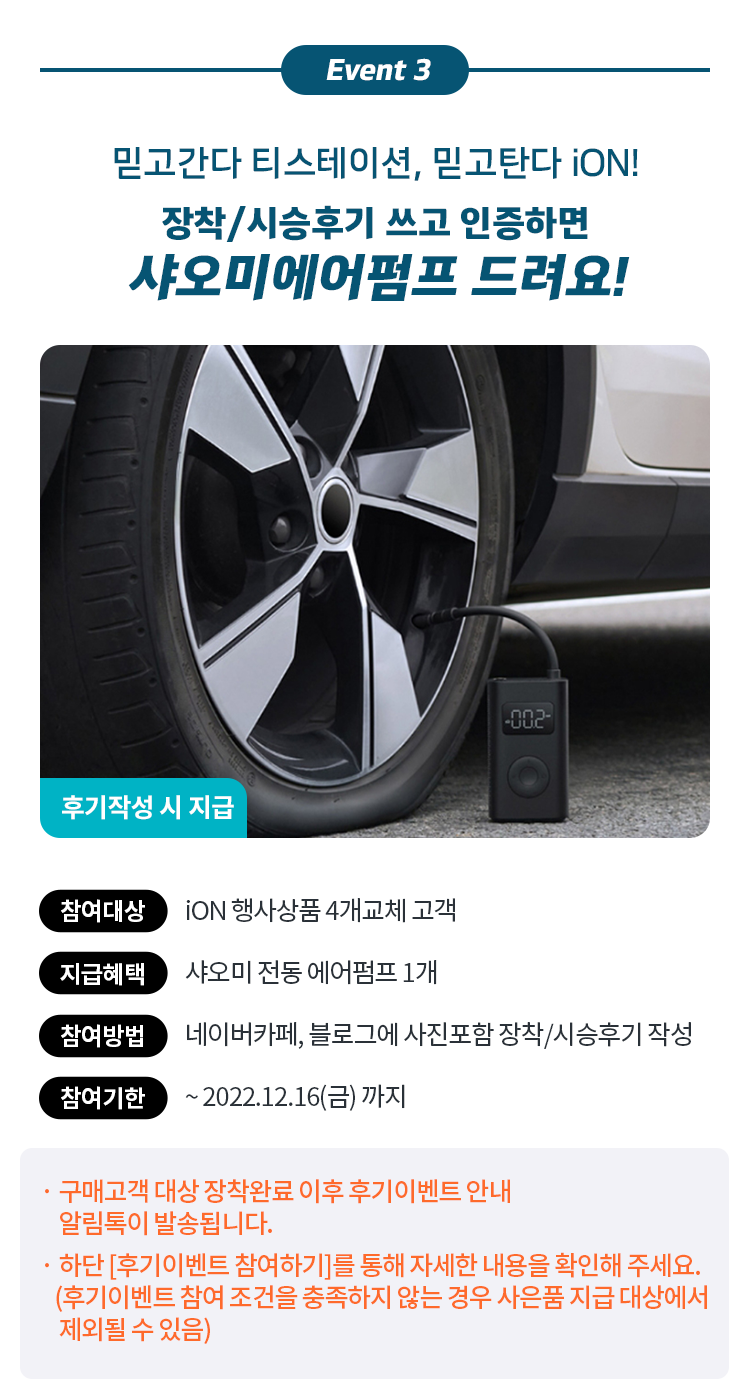 Event 3
믿고간다 티스테이션, 믿고탄다 iON!
장착/시승후기 쓰고 인증하면
샤오미에어펌프 드려요!
-00.2-
후기작성 시 지급
참여대상 iON 행사상품 4개교체 고객
지급혜택 샤오미 전동 에어펌프 1개
참여방법 네이버카페, 블로그에 사진포함 장착/시승후기 작성
참여기한 ~ 2022.12.16(금) 까지
· 구매고객 대상 장착완료 이후 후기이벤트 안내
알림톡이 발송됩니다.
· 하단 [후기이벤트 참여하기]를 통해 자세한 내용을 확인해 주세요.
(후기이벤트 참여 조건을 충족하지 않는 경우 사은품 지급 대상에서
제외될 수 있음)